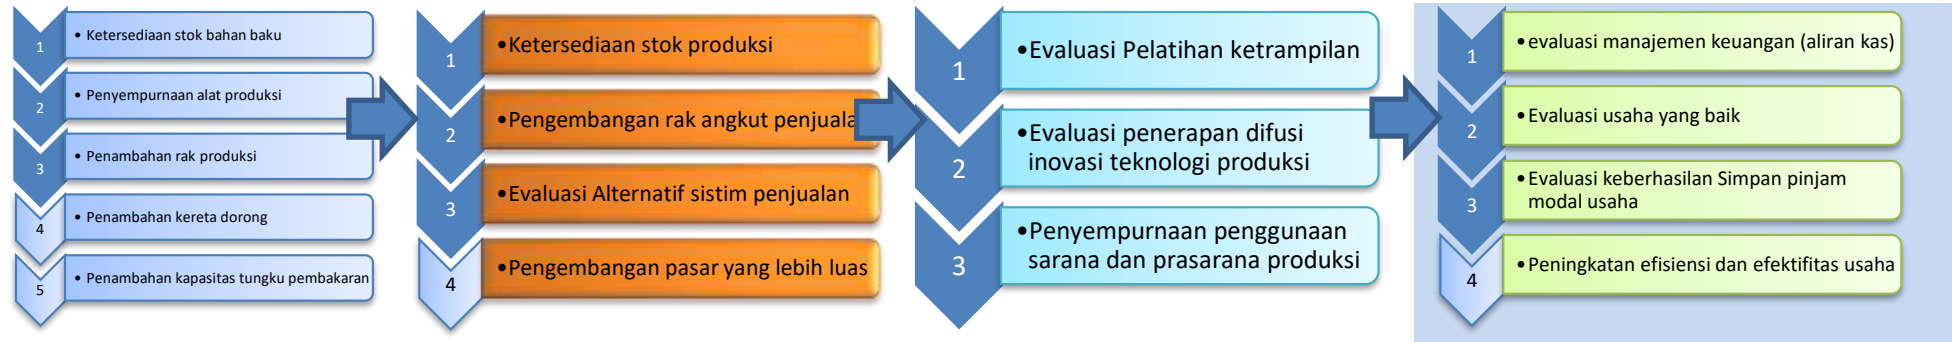 1
• Ketersediaan stok bahan baku
2
• Penyempurnaan alat produksi
3
• Penambahan rak produksi
4
• Penambahan kereta dorong
5
• Penambahan kapasitas tungku pembakaran
1
•Ketersediaan stok produksi
2
•Pengembangan rak angkut penjuala
3
•Evaluasi Alternatif sistim penjualan
4
•Pengembangan pasar yang lebih luas
1
•Evaluasi Pelatihan ketrampilan
2
•Evaluasi penerapan difusi
inovasi teknologi produksi
3
•Penyempurnaan penggunaan
sarana dan prasarana produksi
1
•evaluasi manajemen keuangan (aliran kas)
2
•Evaluasi usaha yang baik
3
•Evaluasi keberhasilan Simpan pinjam
modal usaha
4
•Peningkatan efisiensi dan efektifitas usaha